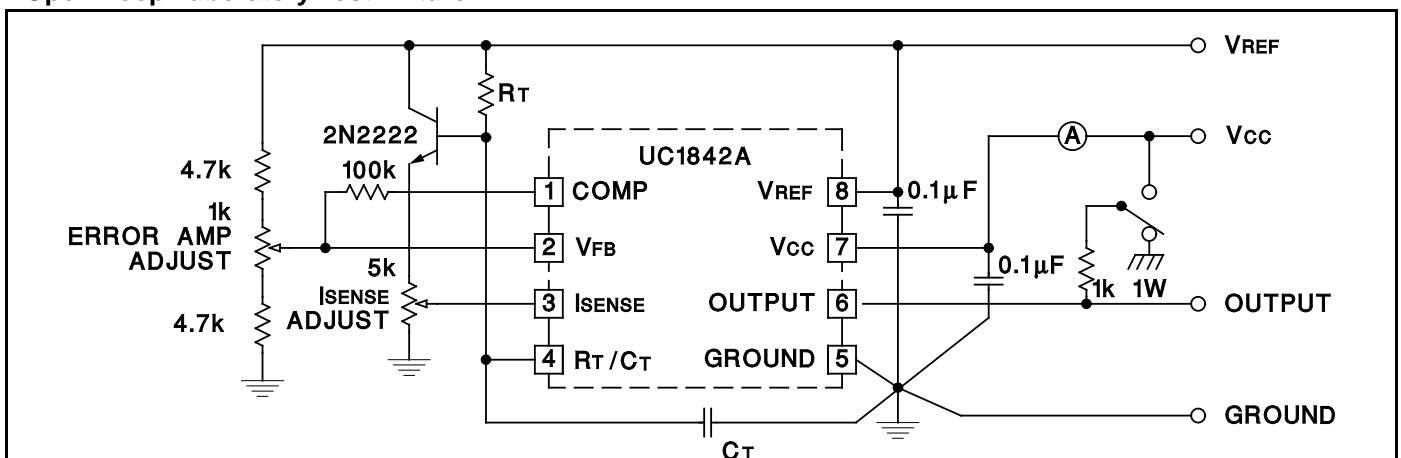 VREF
RT
2N2222
UC1842A
A
VCC
4.7k
100k
1 COMP
VREF 8
0.1µF
1k
ERROR AMP
ADJUST
2 VFB
VCC 7
5k
0.1µF
ISENSE
ADJUST
3 ISENSE
OUTPUT 6
1k 1W
OUTPUT
4.7k
4 RT/CT
GROUND 5
GROUND
CT